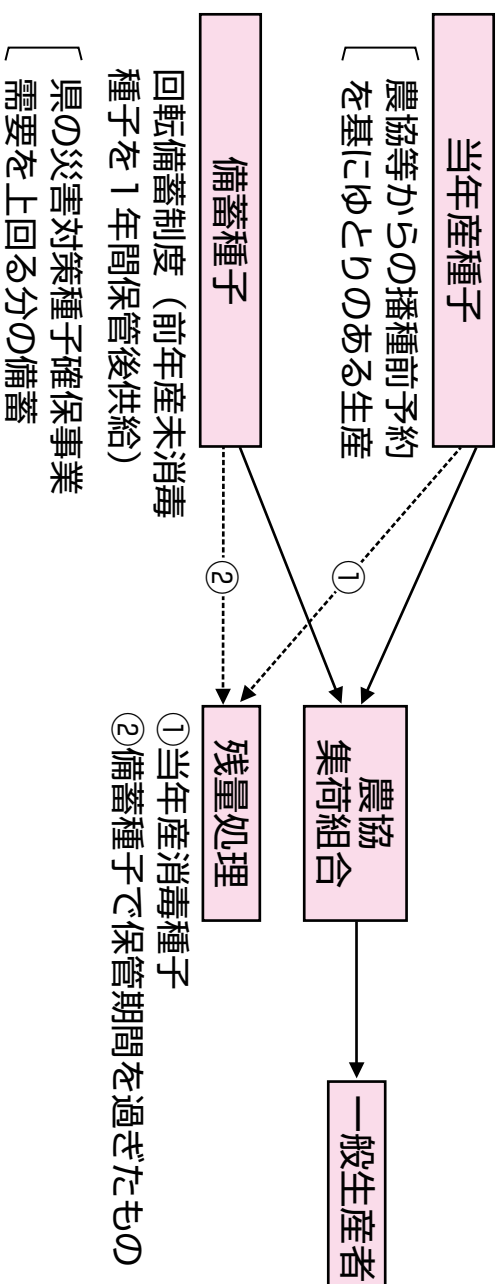 当年産種子
農協等からの播種前予約
を基にゆとりのある生産
備蓄種子
回転備蓄制度（前年産未消毒
種子を１年間保管後供給）
県の災害対策種子確保事業
需要を上回る分の備蓄
①
②
農協
集荷組合
残量処理
①当年産消毒種子
②備蓄種子で保管期間を過ぎたもの
一般生産者